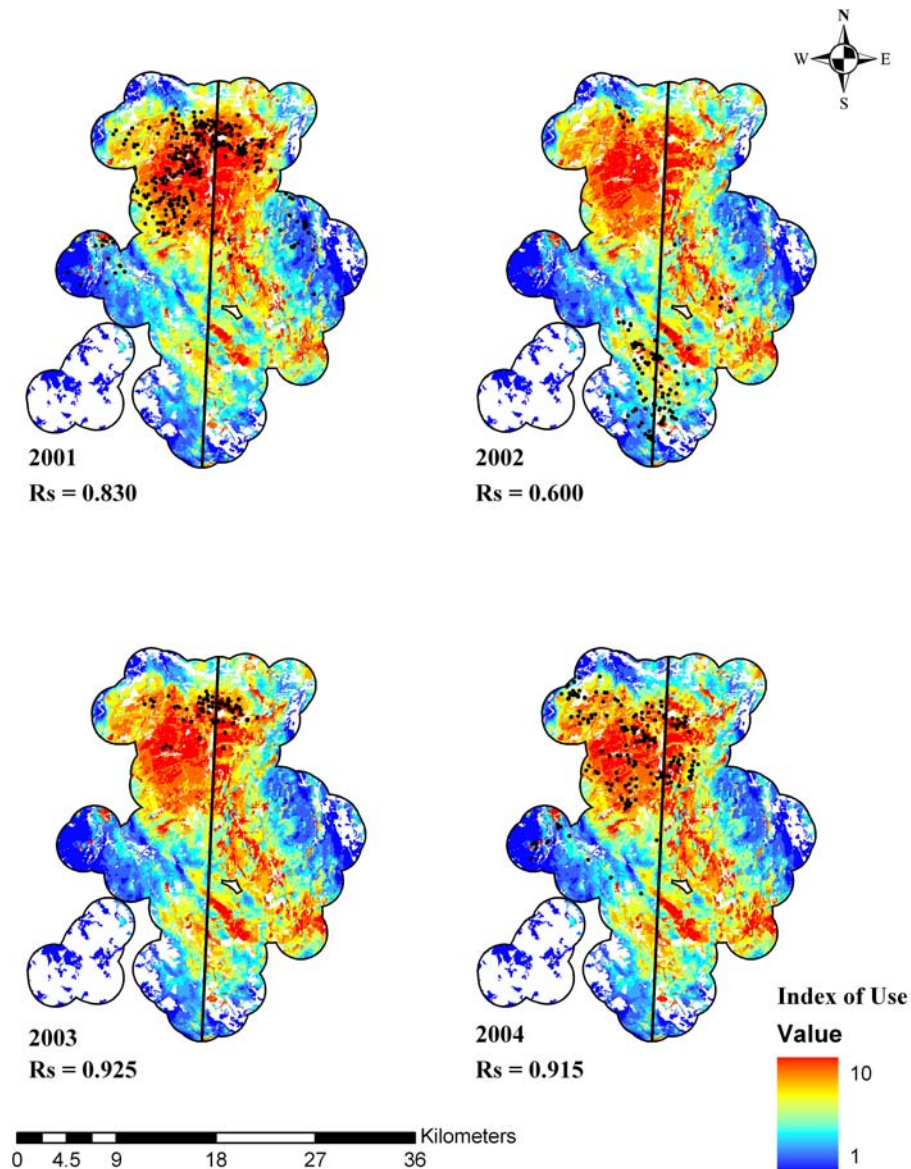 N
W E
S
2001
Rs = 0.830
2002
Rs = 0.600
2003
Rs = 0.925
2004
Rs = 0.915
Index of Use
Value
10
1
Kilometers
0 4.5 9 18 27 36